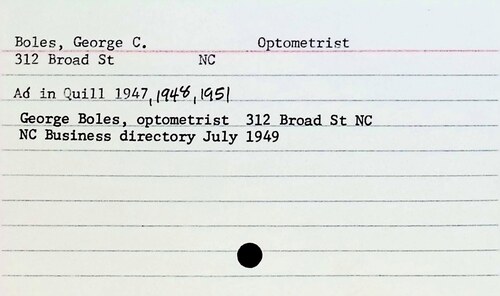 Boles, George C. Optometrist
312 Broad St NC
Ad in Quill 1947, 1948, 1951
George Boles, optometrist 312 Broad St NC
NC Business directory July 1949